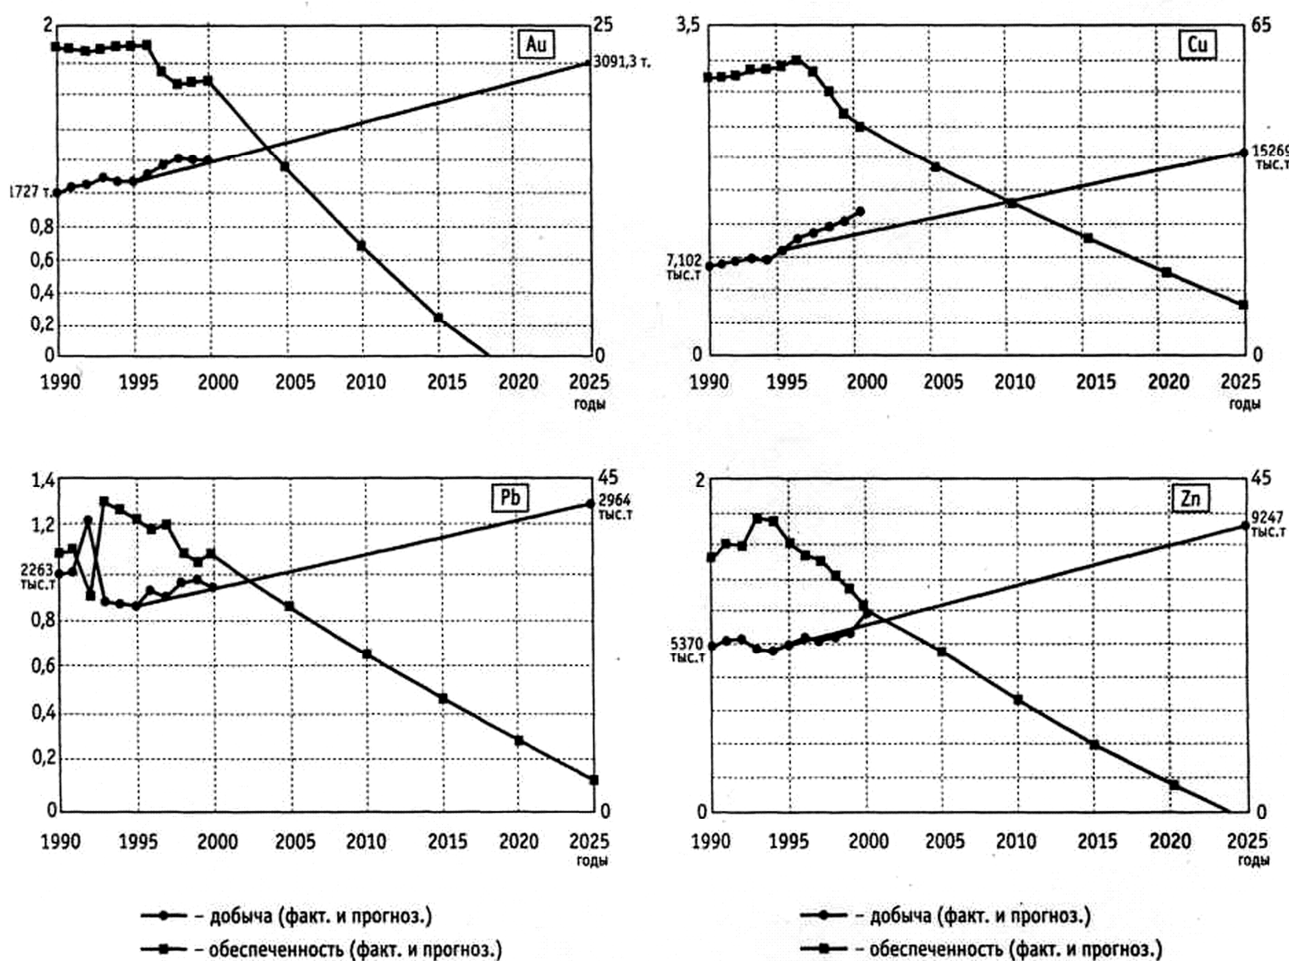 2
25
Au
3091,3 т.
1727 т.
0,8
0,6
0,4
0,2
0
0
1990 1995 2000 2005 2010 2015 2020 2025
годы
3,5
65
Cu
15269
тыс.т
7,102
тыс.т
0
0
1990 1995 2000 2005 2010 2015 2020 2025
годы
1,4
45
Pb
2964
тыс.т
1,2
2263
тыс.т
0,8
0,6
0,4
0,2
0
0
1990 1995 2000 2005 2010 2015 2020 2025
годы
2
45
Zn
9247
тыс.т
5370
тыс.т
0
0
1990 1995 2000 2005 2010 2015 2020 2025
годы
– добыча (факт. и прогноз.)
– обеспеченность (факт. и прогноз.)
– добыча (факт. и прогноз.)
– обеспеченность (факт. и прогноз.)